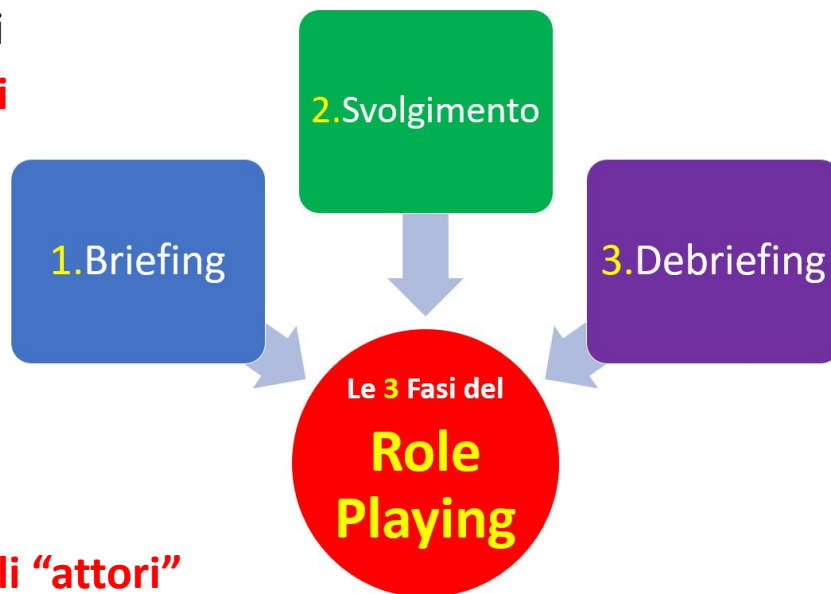 i
i
2.Svolgimento
1.Briefing
3.Debriefing
Le 3 Fasi del
Role
Playing
li “attori”